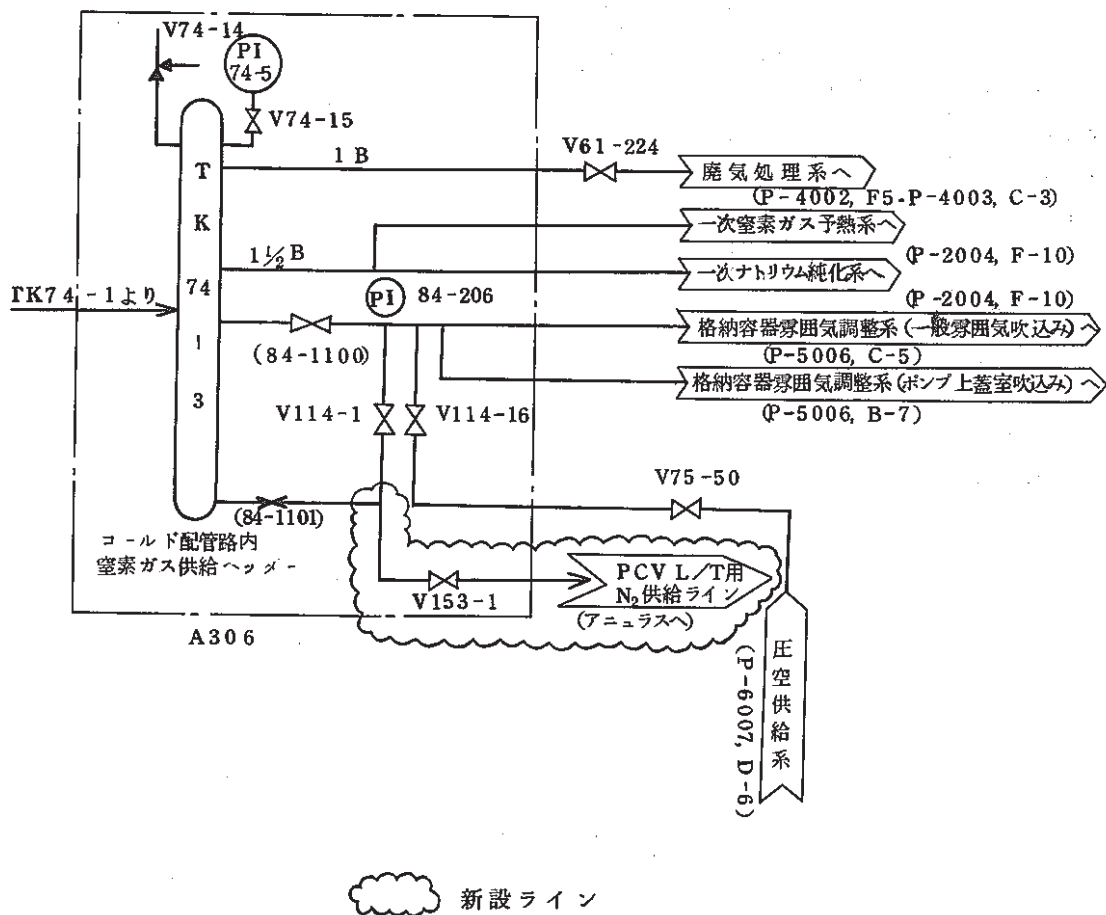 V74-14
PI
74-5
V74-15
1 B
V61-224
廃気処理系へ
(P-4002, F5.P-4003, C-3)
T
K
74
|
3
一次窒素ガス予熱系へ
(P-2004, F-10)
1½ B
一次ナトリウム純化系へ
(P-2004, F-10)
TK74-1より
PI
84-206
(84-1100)
格納容器雰囲気調整系(一般雰囲気吹込み)へ
(P-5006, C-5)
格納容器雰囲気調整系(ポンプ上蓋室吹込み)へ
(P-5006, B-7)
V114-1
V114-16
V75-50
(84-1101)
コールド配管路内
窒素ガス供給ヘッダー
PCV L/T用
N₂供給ライン
(アニュラスへ)
V153-1
A306
圧空供給系
(P-6007, D-6)
新設ライン